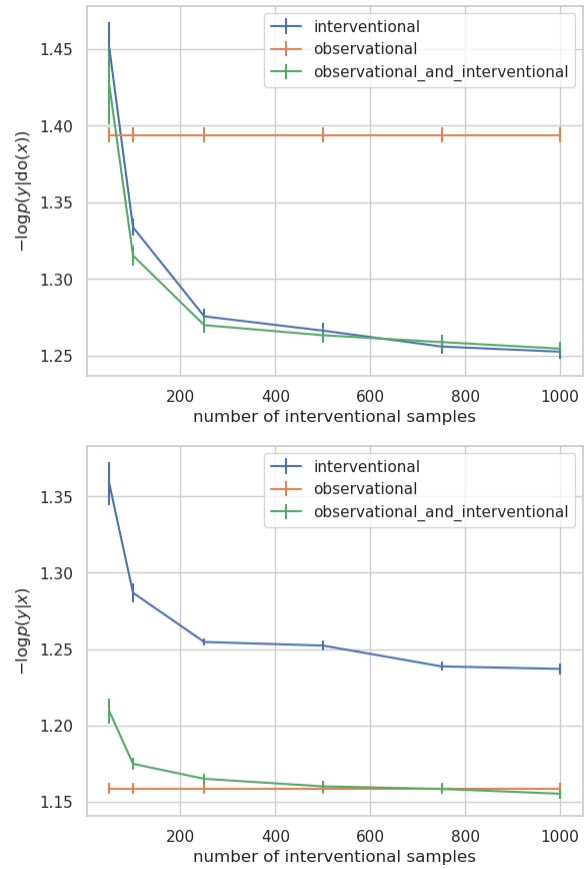 interventional
observational
observational_and_interventional
1.45
1.40
1.35
1.30
1.25
−logp(y|do(x))
200 400 600 800 1000
number of interventional samples
interventional
observational
observational_and_interventional
1.35
1.30
1.25
1.20
1.15
−logp(y|x)
200 400 600 800 1000
number of interventional samples